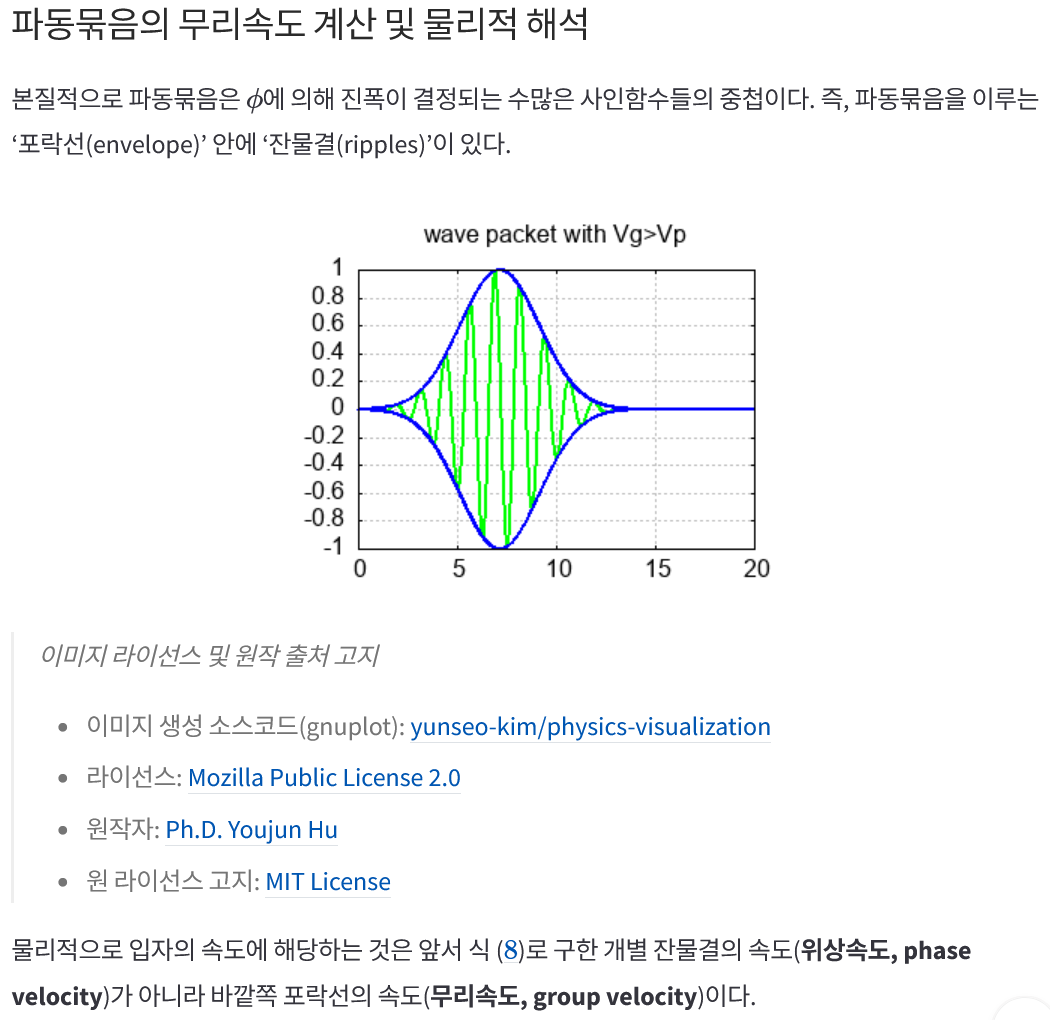 파동묶음의 무리속도 계산 및 물리적 해석
본질적으로 파동묶음은 ϕ에 의해 진폭이 결정되는 수많은 사인함수들의 중첩이다. 즉, 파동묶음을 이루는
‘포락선(envelope)’ 안에 ‘잔물결(ripples)’이 있다.
wave packet with Vg>Vp
1
0.8
0.6
0.4
0.2
0
-0.2
-0.4
-0.6
-0.8
-1
0 5 10 15 20
이미지 라이선스 및 원작 출처 고지
• 이미지 생성 소스코드(gnuplot): yunseo-kim/physics-visualization
• 라이선스: Mozilla Public License 2.0
• 원작자: Ph.D. Youjun Hu
• 원 라이선스 고지: MIT License
물리적으로 입자의 속도에 해당하는 것은 앞서 식 (8)로 구한 개별 잔물결의 속도(위상속도, phase
velocity)가 아니라 바깥쪽 포락선의 속도(무리속도, group velocity)이다.